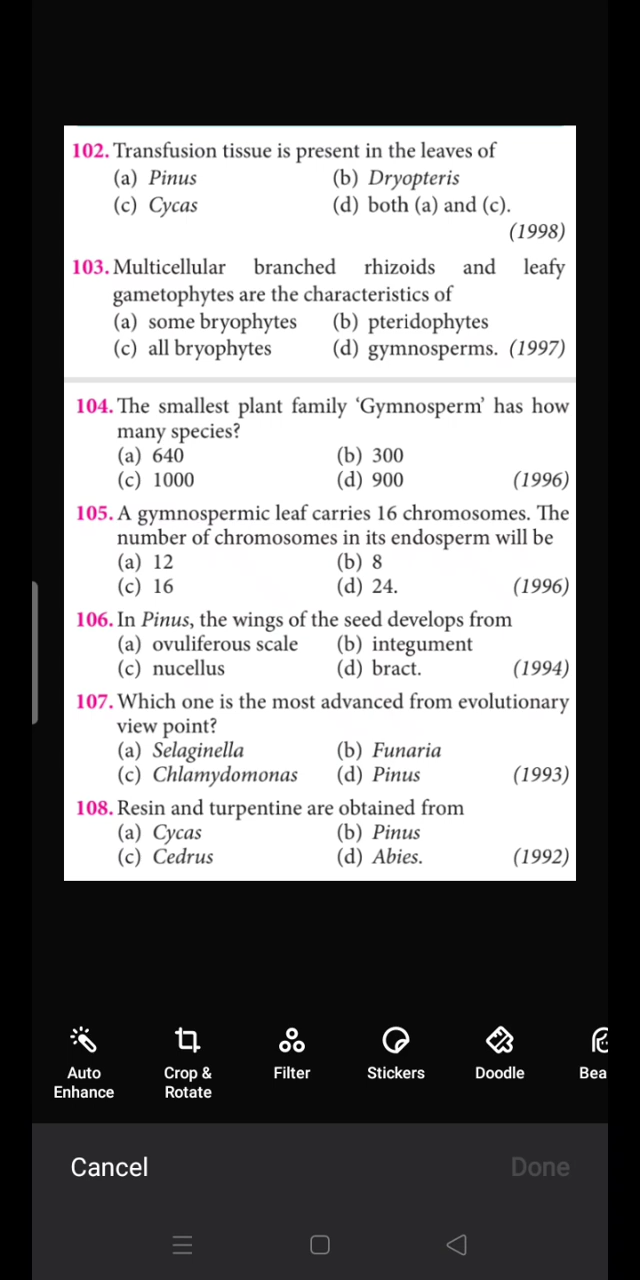 102. Transfusion tissue is present in the leaves of
(a) Pinus (b) Dryopteris
(c) Cycas (d) both (a) and (c).
(1998)
103. Multicellular branched rhizoids and leafy
gametophytes are the characteristics of
(a) some bryophytes (b) pteridophytes
(c) all bryophytes (d) gymnosperms. (1997)
104. The smallest plant family ‘Gymnosperm’ has how
many species?
(a) 640 (b) 300
(c) 1000 (d) 900 (1996)
105. A gymnospermic leaf carries 16 chromosomes. The
number of chromosomes in its endosperm will be
(a) 12 (b) 8
(c) 16 (d) 24. (1996)
106. In Pinus, the wings of the seed develops from
(a) ovuliferous scale (b) integument
(c) nucellus (d) bract. (1994)
107. Which one is the most advanced from evolutionary
view point?
(a) Selaginella (b) Funaria
(c) Chlamydomonas (d) Pinus (1993)
108. Resin and turpentine are obtained from
(a) Cycas (b) Pinus
(c) Cedrus (d) Abies. (1992)
Auto Enhance
Crop & Rotate
Filter
Stickers
Doodle
Bea
Cancel
Done